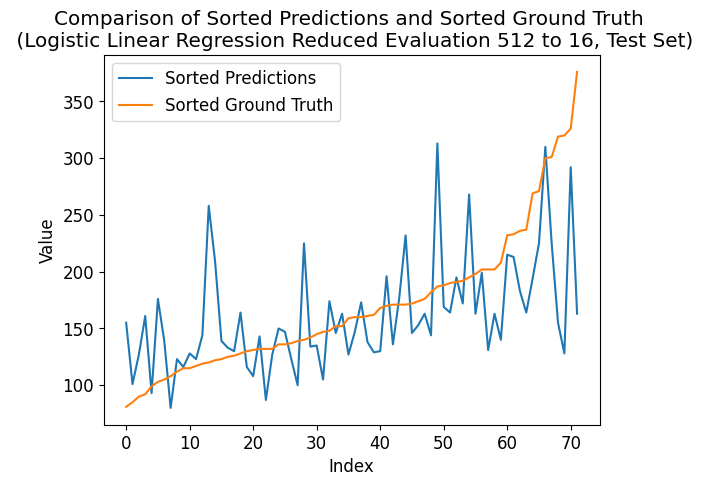 Comparison of Sorted Predictions and Sorted Ground Truth
(Logistic Linear Regression Reduced Evaluation 512 to 16, Test Set)
Sorted Predictions
Sorted Ground Truth
350
300
250
200
150
100
Value
0 10 20 30 40 50 60 70
Index